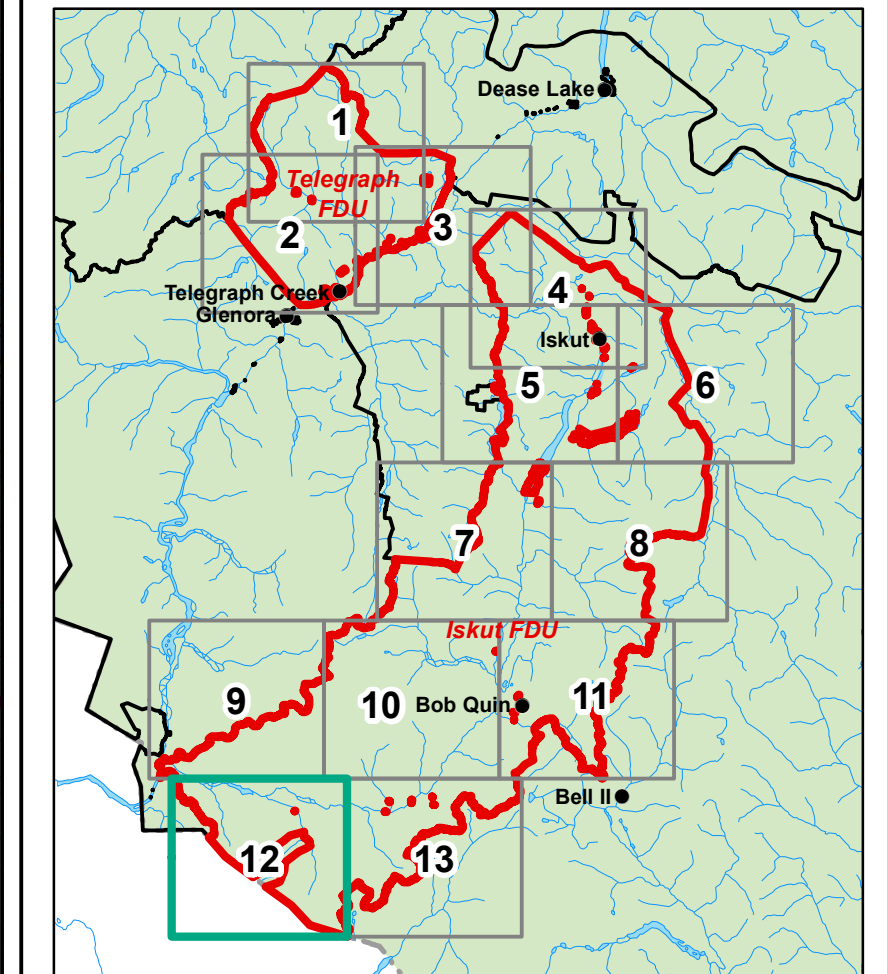 Dease Lake
1
Telegraph
FDU
2
3
Telegraph Creek
Glenora
4
Iskut
5
6
7
8
Iskut FDU
9
10
Bob Quin
11
Bell II
12
13